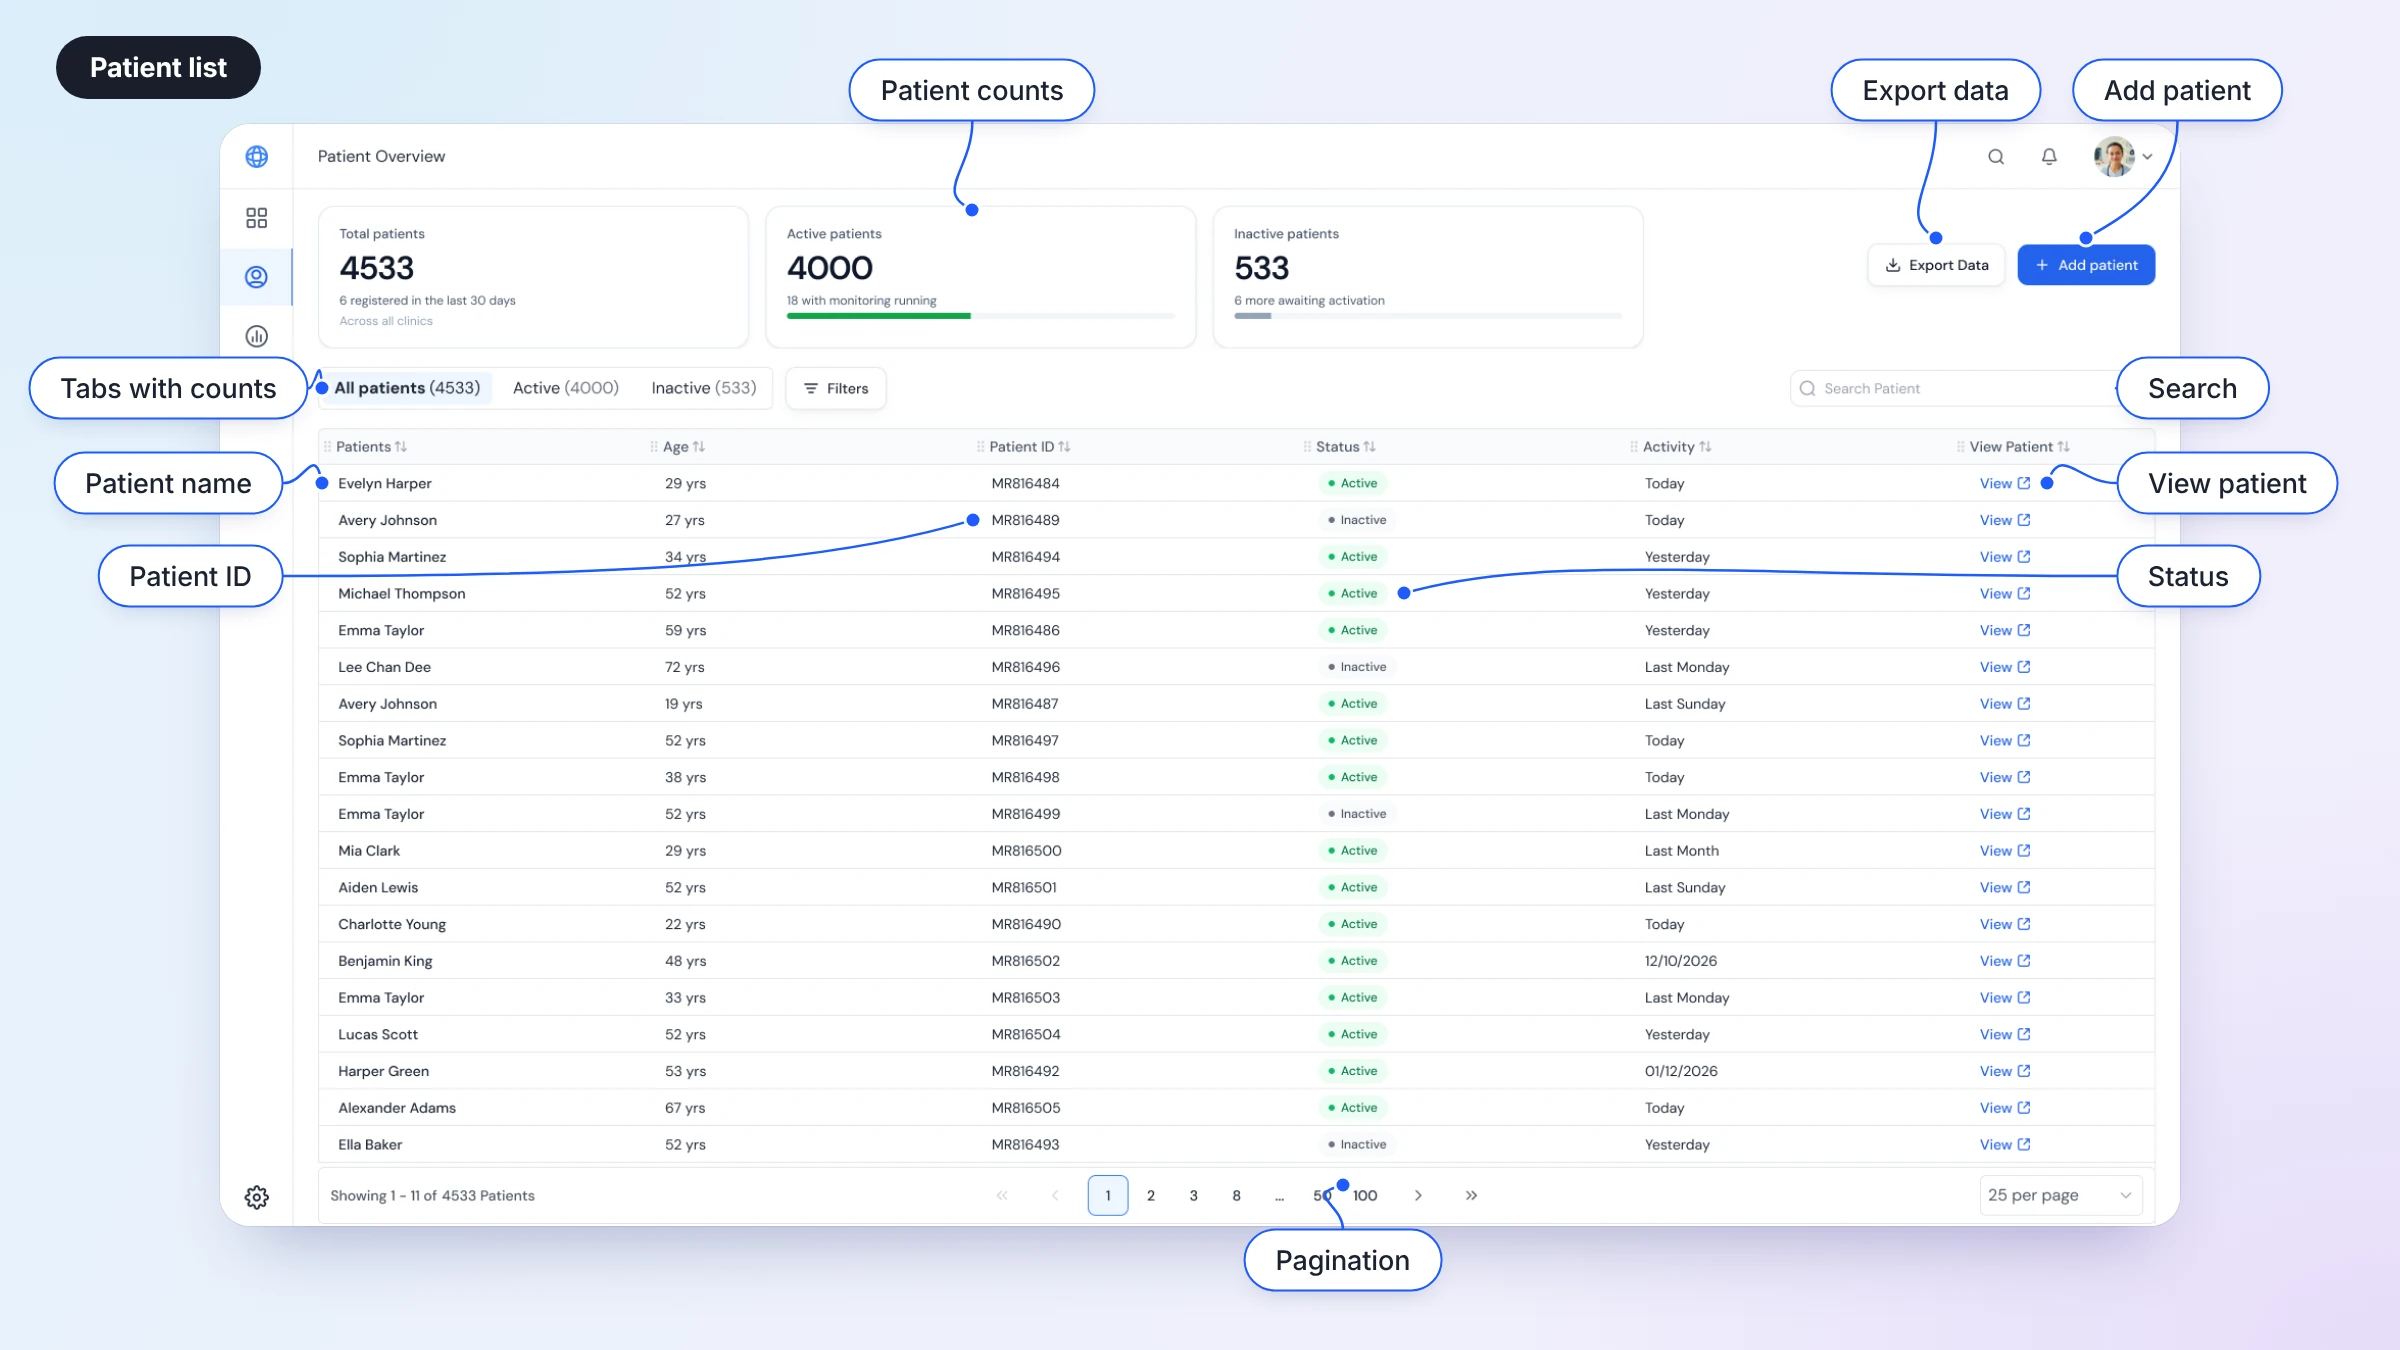 Patient list
Patient counts
Export data
Add patient
Patient Overview
Total patients
4533
6 registered in the last 30 days
Across all clinics
Active patients
4000
18 with monitoring running
Inactive patients
533
6 more awaiting activation
Export Data
+ Add patient
Tabs with counts
All patients (4533)
Active (4000)
Inactive (533)
Filters
Search Patient
Search
Patients Age Patient ID Status Activity View Patient
Patient name
Evelyn Harper 29 yrs MR816484 Active Today View
View patient
Avery Johnson 27 yrs MR816489 Inactive Today View
Sophia Martinez 34 yrs MR816494 Active Yesterday View
Patient ID
Status
Michael Thompson 52 yrs MR816495 Active Yesterday View
Emma Taylor 59 yrs MR816486 Active Yesterday View
Lee Chan Dee 72 yrs MR816496 Inactive Last Monday View
Avery Johnson 19 yrs MR816487 Active Last Sunday View
Sophia Martinez 52 yrs MR816497 Active Today View
Emma Taylor 38 yrs MR816498 Active Today View
Emma Taylor 52 yrs MR816499 Inactive Last Monday View
Mia Clark 29 yrs MR816500 Active Last Month View
Aiden Lewis 52 yrs MR816501 Active Last Sunday View
Charlotte Young 22 yrs MR816490 Active Today View
Benjamin King 48 yrs MR816502 Active 12/10/2026 View
Emma Taylor 33 yrs MR816503 Active Last Monday View
Lucas Scott 52 yrs MR816504 Active Yesterday View
Harper Green 53 yrs MR816492 Active 01/12/2026 View
Alexander Adams 67 yrs MR816505 Active Today View
Ella Baker 52 yrs MR816493 Inactive Yesterday View
Showing 1 - 11 of 4533 Patients
1 2 3 8 ... 50 100
25 per page
Pagination